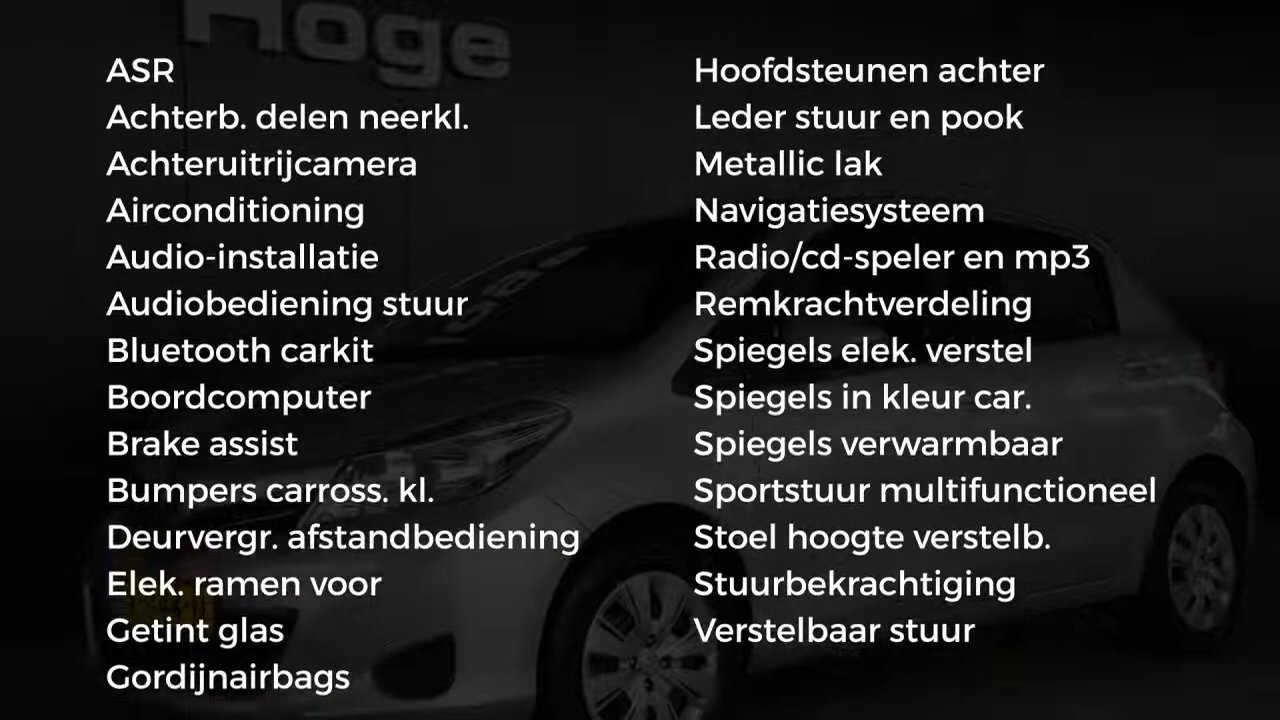 Hoge
ASR
Achterb. delen neerkl.
Achteruitrijcamera
Airconditioning
Audio-installatie
Audiobediening stuur
Bluetooth carkit
Boordcomputer
Brake assist
Bumpers carross. kl.
Deurvergr. afstandbediening
Elek. ramen voor
Getint glas
Gordijnairbags
Hoofdsteunen achter
Leder stuur en pook
Metallic lak
Navigatiesysteem
Radio/cd-speler en mp3
Remkrachtverdeling
Spiegels elek. verstel
Spiegels in kleur car.
Spiegels verwarmbaar
Sportstuur multifunctioneel
Stoel hoogte verstelb.
Stuurbekrachtiging
Verstelbaar stuur